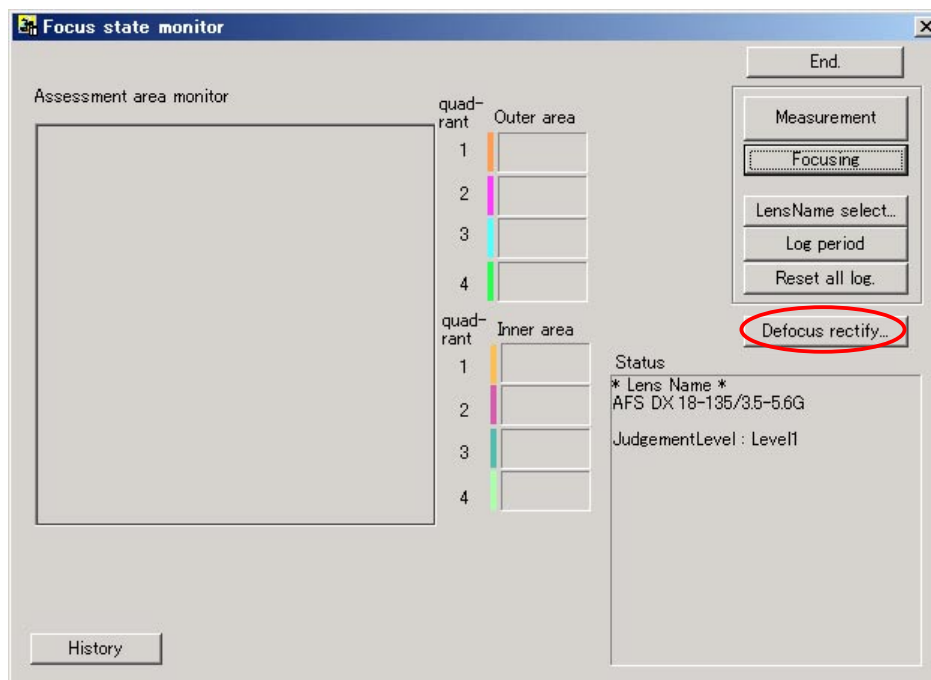 Focus state monitor
End.
Assessment area monitor
quad-
rant
Outer area
1
2
3
4
quad-
rant
Inner area
1
2
3
4
Measurement
Focusing
LensName select...
Log period
Reset all log.
Defocus rectify...
Status
* Lens Name *
AFS DX 18-135/3.5-5.6G
JudgementLevel : Level1
History